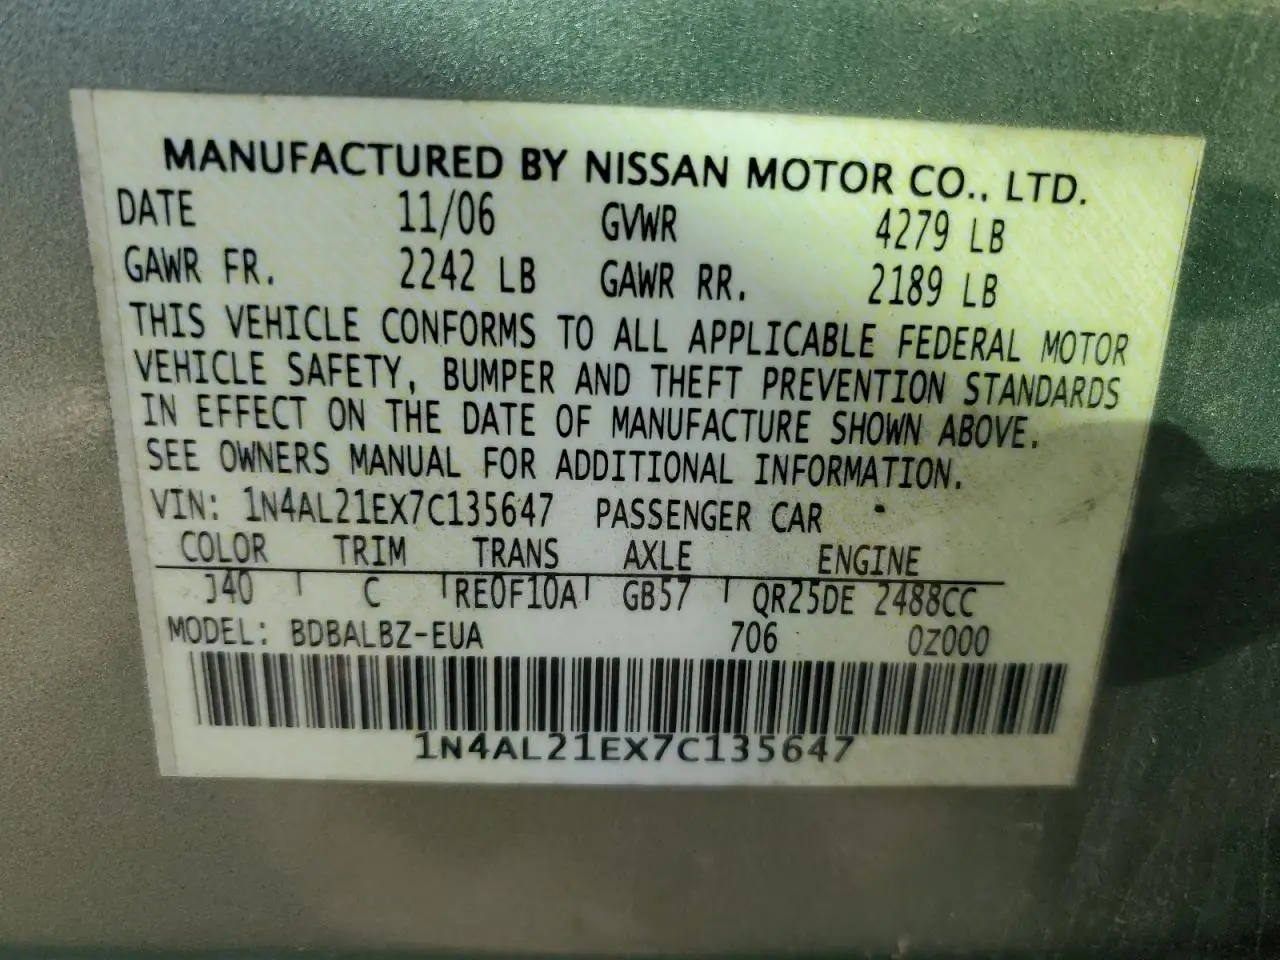 MANUFACTURED BY NISSAN MOTOR CO., LTD.
DATE 11/06 GVWR 4279 LB
GAWR FR. 2242 LB GAWR RR. 2189 LB
THIS VEHICLE CONFORMS TO ALL APPLICABLE FEDERAL MOTOR
VEHICLE SAFETY, BUMPER AND THEFT PREVENTION STANDARDS
IN EFFECT ON THE DATE OF MANUFACTURE SHOWN ABOVE.
SEE OWNERS MANUAL FOR ADDITIONAL INFORMATION.
VIN: 1N4AL21EX7C135647 PASSENGER CAR
COLOR TRIM TRANS AXLE ENGINE
J40 C RE0F10A GB57 QR25DE 2488CC
MODEL: BDBALBZ-EUA 706 0Z000
1N4AL21EX7C135647